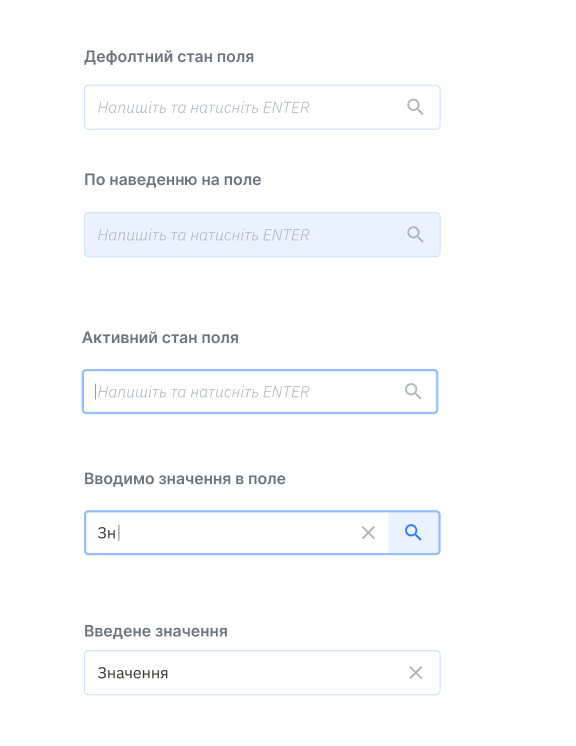 Дефолтний стан поля
Напишіть та натисніть ENTER
По наведенню на поле
Напишіть та натисніть ENTER
Активний стан поля
Напишіть та натисніть ENTER
Вводимо значення в поле
Зн
Введене значення
Значення